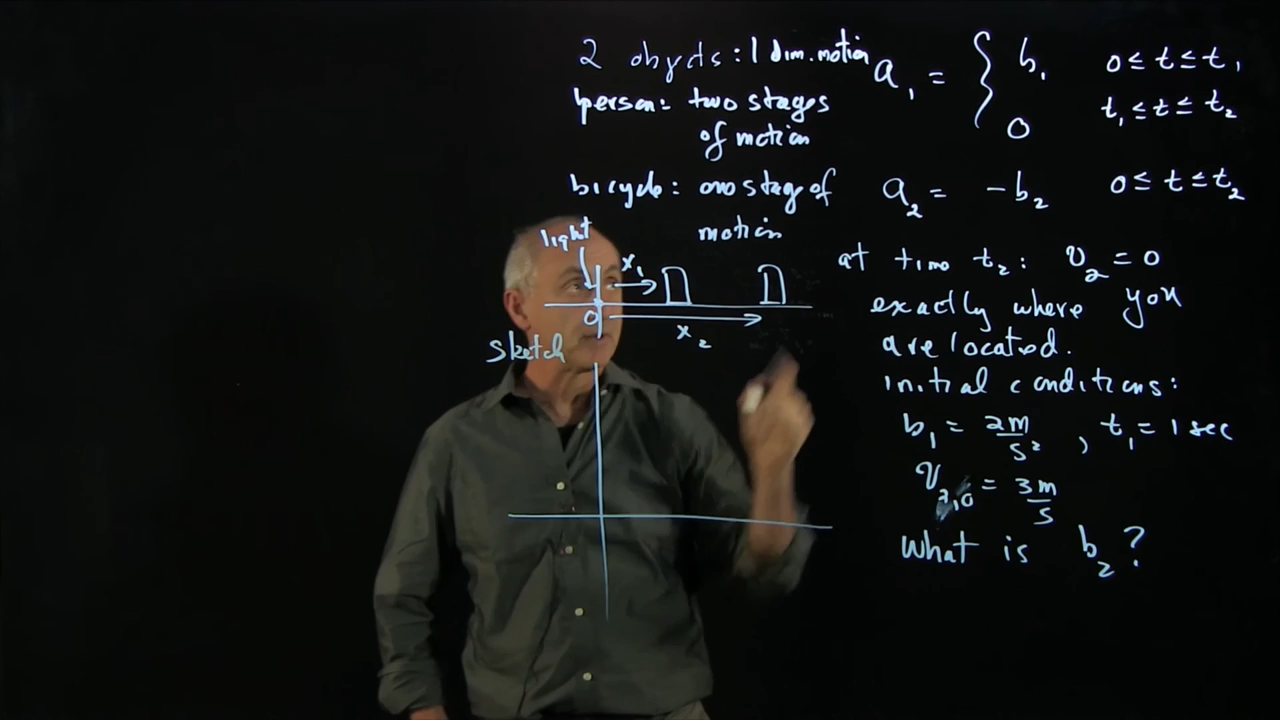 2 objects: 1 dim. motion
person: two stages
of motion
bicycle: one stage of
motion
a₁ = { b₁ 0 ≤ t ≤ t₁
0 t₁ ≤ t ≤ t₂
a₂ = -b₂ 0 ≤ t ≤ t₂
at time t₂: v₂ = 0
exactly where you
are located.
initial conditions:
b₁ = 2m/s², t₁ = 1 sec
v₂,₀ = 3m/s
What is b₂?
light
x₁
0
x₂
Sketch